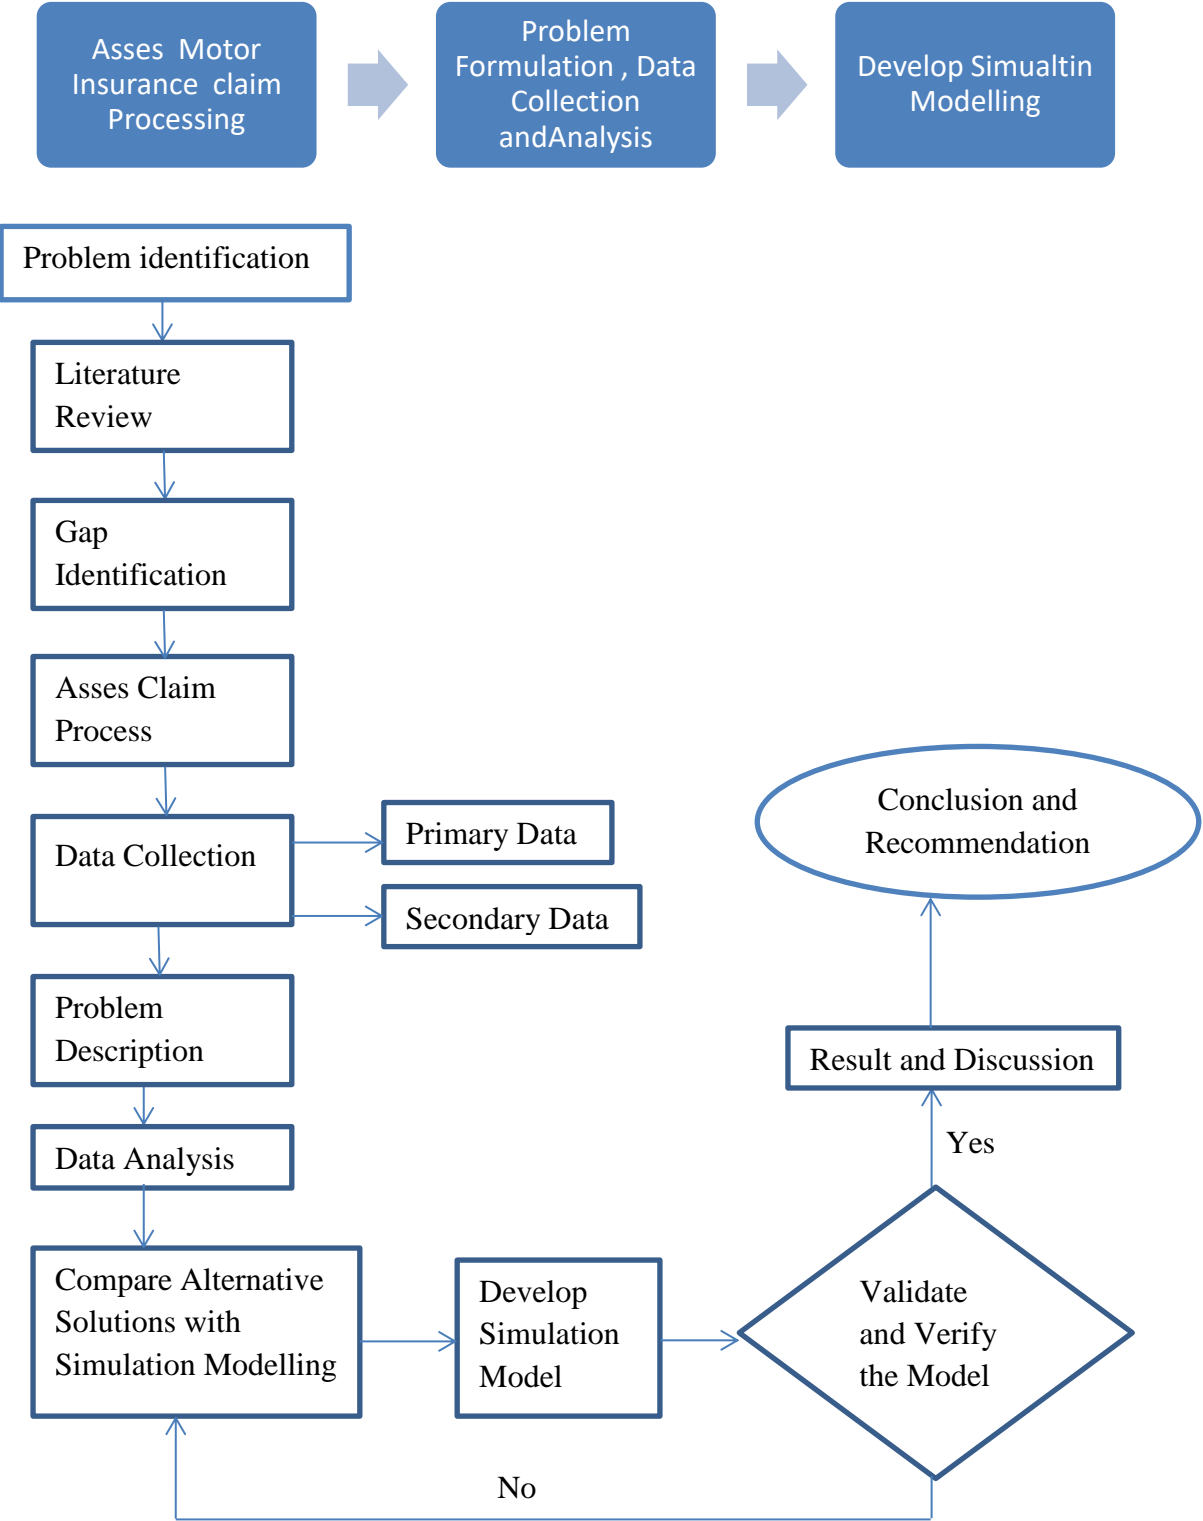 Asses Motor
Insurance claim
Processing
Problem
Formulation , Data
Collection
andAnalysis
Develop Simualtin
Modelling
Problem identification
Literature
Review
Gap
Identification
Asses Claim
Process
Data Collection
Primary Data
Secondary Data
Problem
Description
Data Analysis
Compare Alternative
Solutions with
Simulation Modelling
Develop
Simulation
Model
Validate
and Verify
the Model
Yes
No
Result and Discussion
Conclusion and
Recommendation